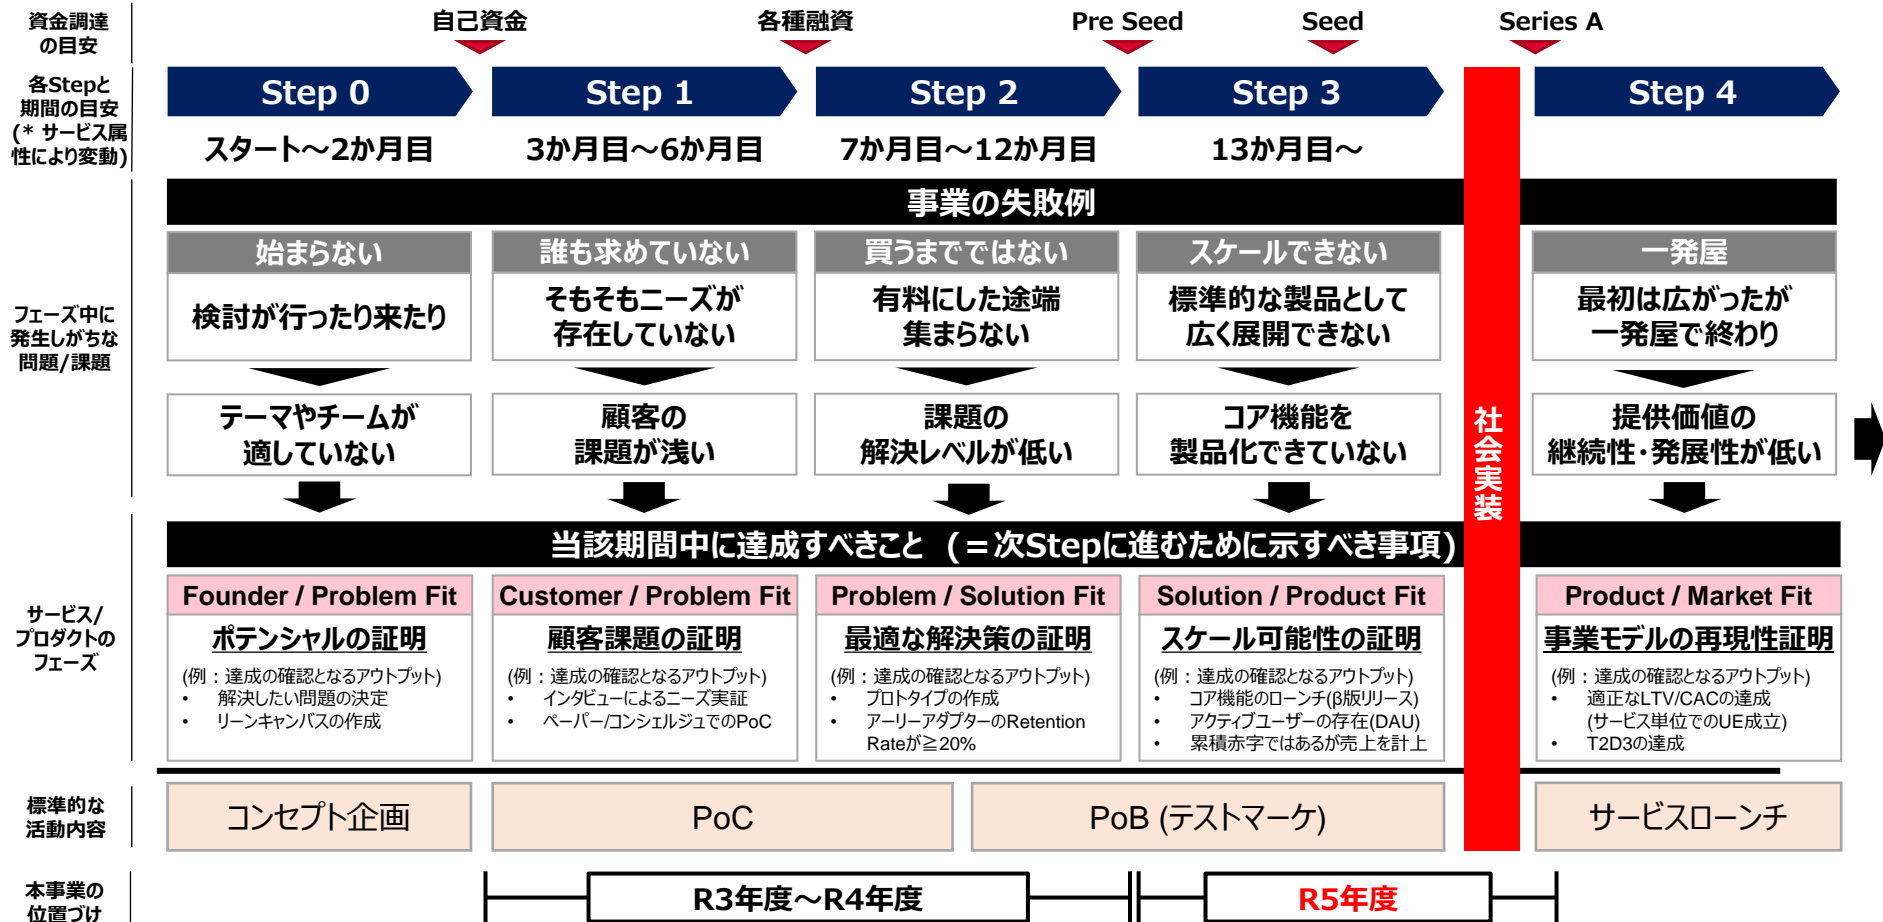 資金調達
の目安
自己資金
各種融資
Pre Seed
Seed
Series A
各Stepと
期間の目安
(* サービス属
性により変動)
Step 0
Step 1
Step 2
Step 3
Step 4
スタート～2か月目
3か月目～6か月目
7か月目～12か月目
13か月目～
事業の失敗例
フェーズ中に
発生しがちな
問題/課題
始まらない
誰も求めていない
買うまでではない
スケールできない
一発屋
検討が行ったり来たり
そもそもニーズが
存在していない
有料にした途端
集まらない
標準的な製品として
広く展開できない
最初は広がったが
一発屋で終わり
テーマやチームが
適していない
顧客の
課題が浅い
課題の
解決レベルが低い
コア機能を
製品化できていない
社会実装
提供価値の
継続性・発展性が低い
当該期間中に達成すべきこと (＝次Stepに進むために示すべき事項)
サービス/
プロダクトの
フェーズ
Founder / Problem Fit
ポテンシャルの証明
(例：達成の確認となるアウトプット)
• 解決したい問題の決定
• リーンキャンバスの作成
Customer / Problem Fit
顧客課題の証明
(例：達成の確認となるアウトプット)
• インタビューによるニーズ実証
• ペーパー/コンシェルジュでのPoC
Problem / Solution Fit
最適な解決策の証明
(例：達成の確認となるアウトプット)
• プロトタイプの作成
• アーリーアダプターのRetention
Rateが≧20%
Solution / Product Fit
スケール可能性の証明
(例：達成の確認となるアウトプット)
• コア機能のローンチ(β版リリース)
• アクティブユーザーの存在(DAU)
• 累積赤字ではあるが売上を計上
Product / Market Fit
事業モデルの再現性証明
(例：達成の確認となるアウトプット)
• 適正なLTV/CACの達成
(サービス単位でのUE成立)
• T2D3の達成
標準的な
活動内容
コンセプト企画
PoC
PoB (テストマーケ)
サービスローンチ
本事業の
位置づけ
R3年度～R4年度
R5年度